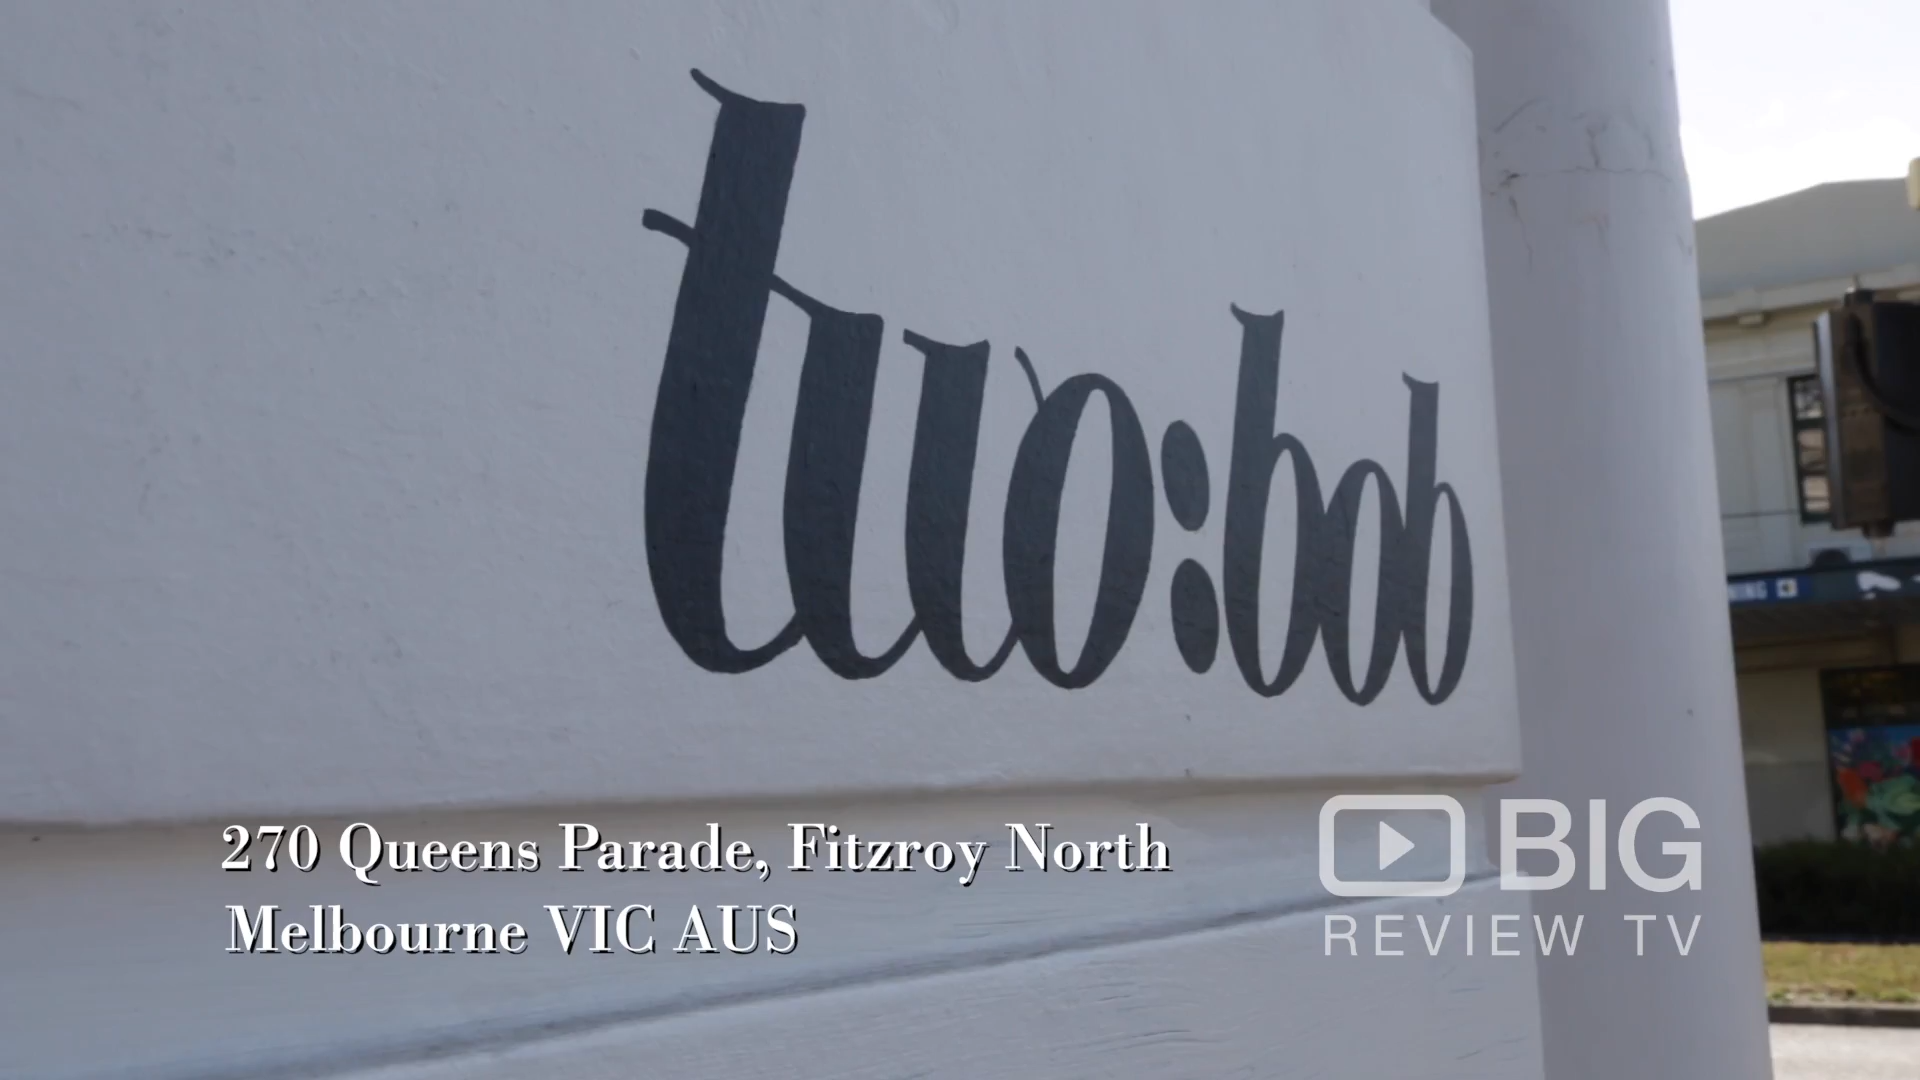 two:bob
270 Queens Parade, Fitzroy North
Melbourne VIC AUS
BIG
REVIEW TV